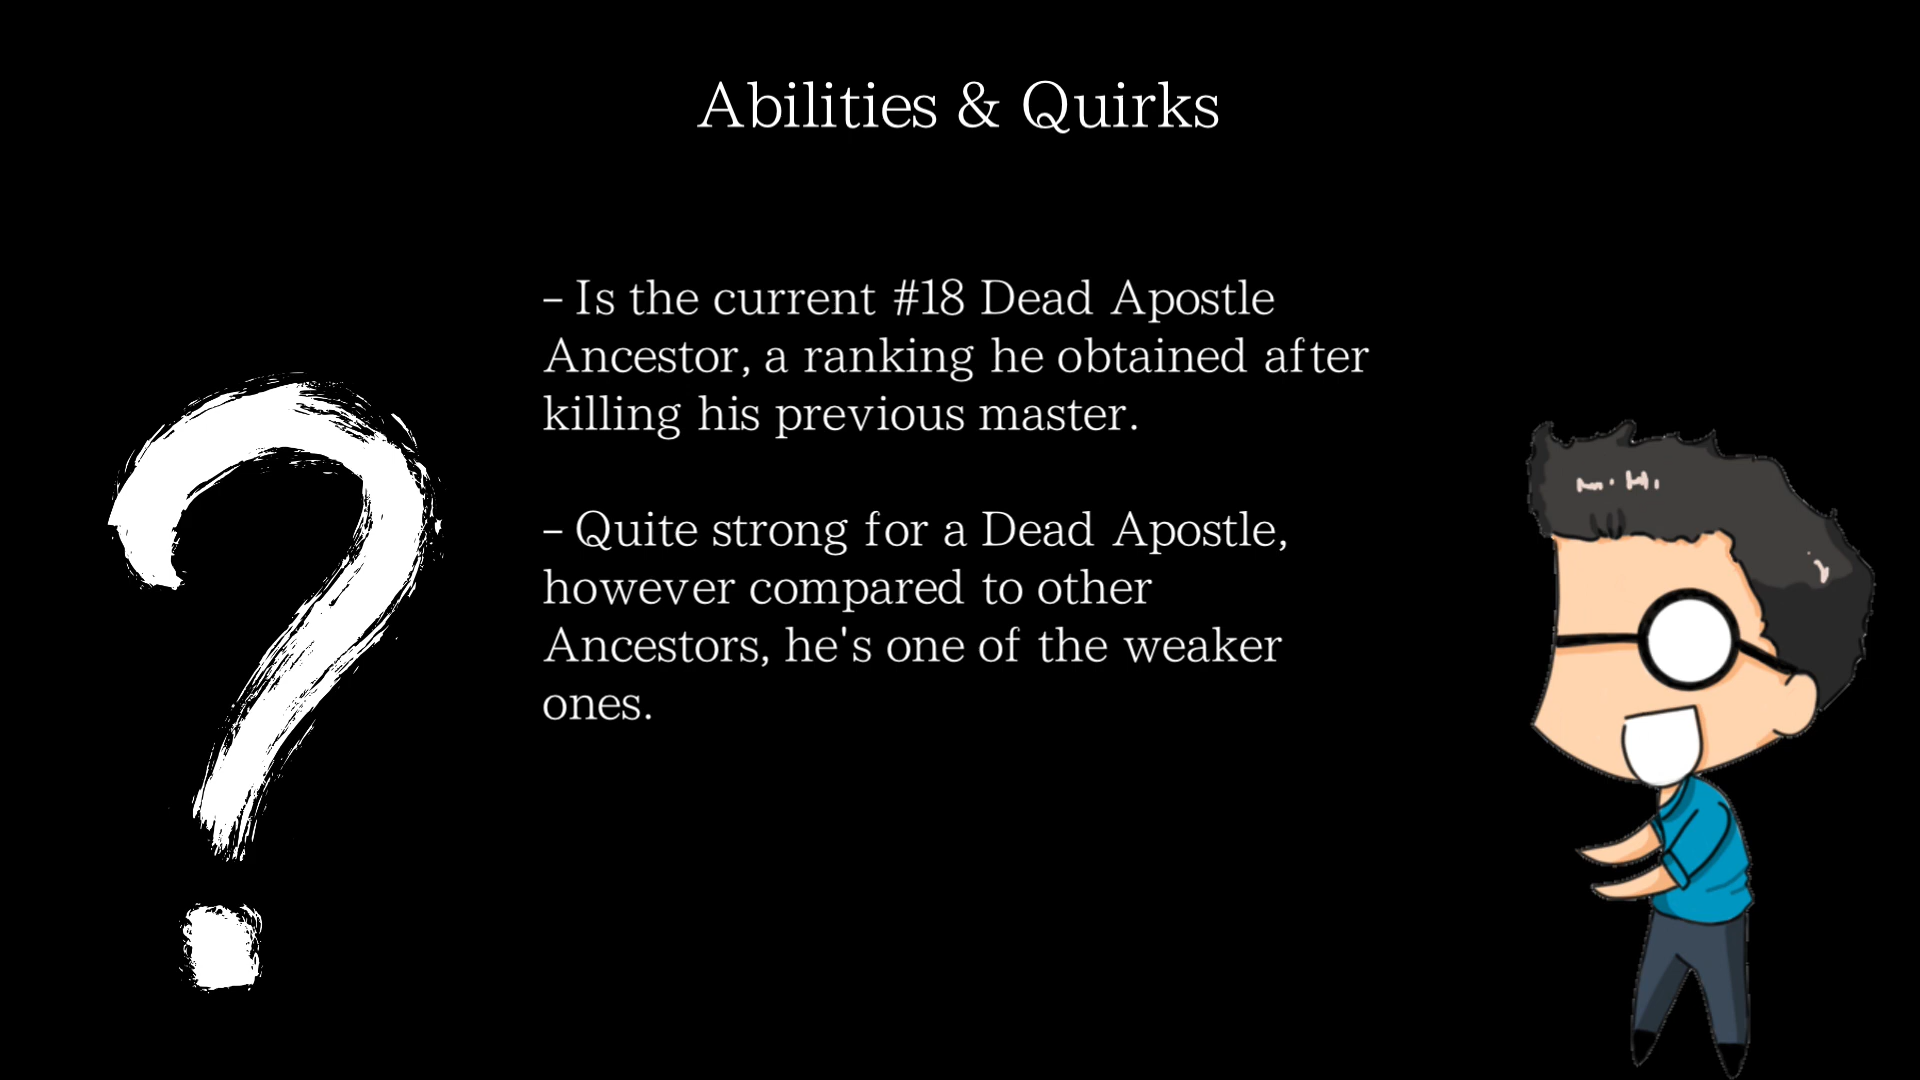 Abilities & Quirks
– Is the current #18 Dead Apostle
Ancestor, a ranking he obtained after
killing his previous master.
– Quite strong for a Dead Apostle,
however compared to other
Ancestors, he's one of the weaker
ones.
?